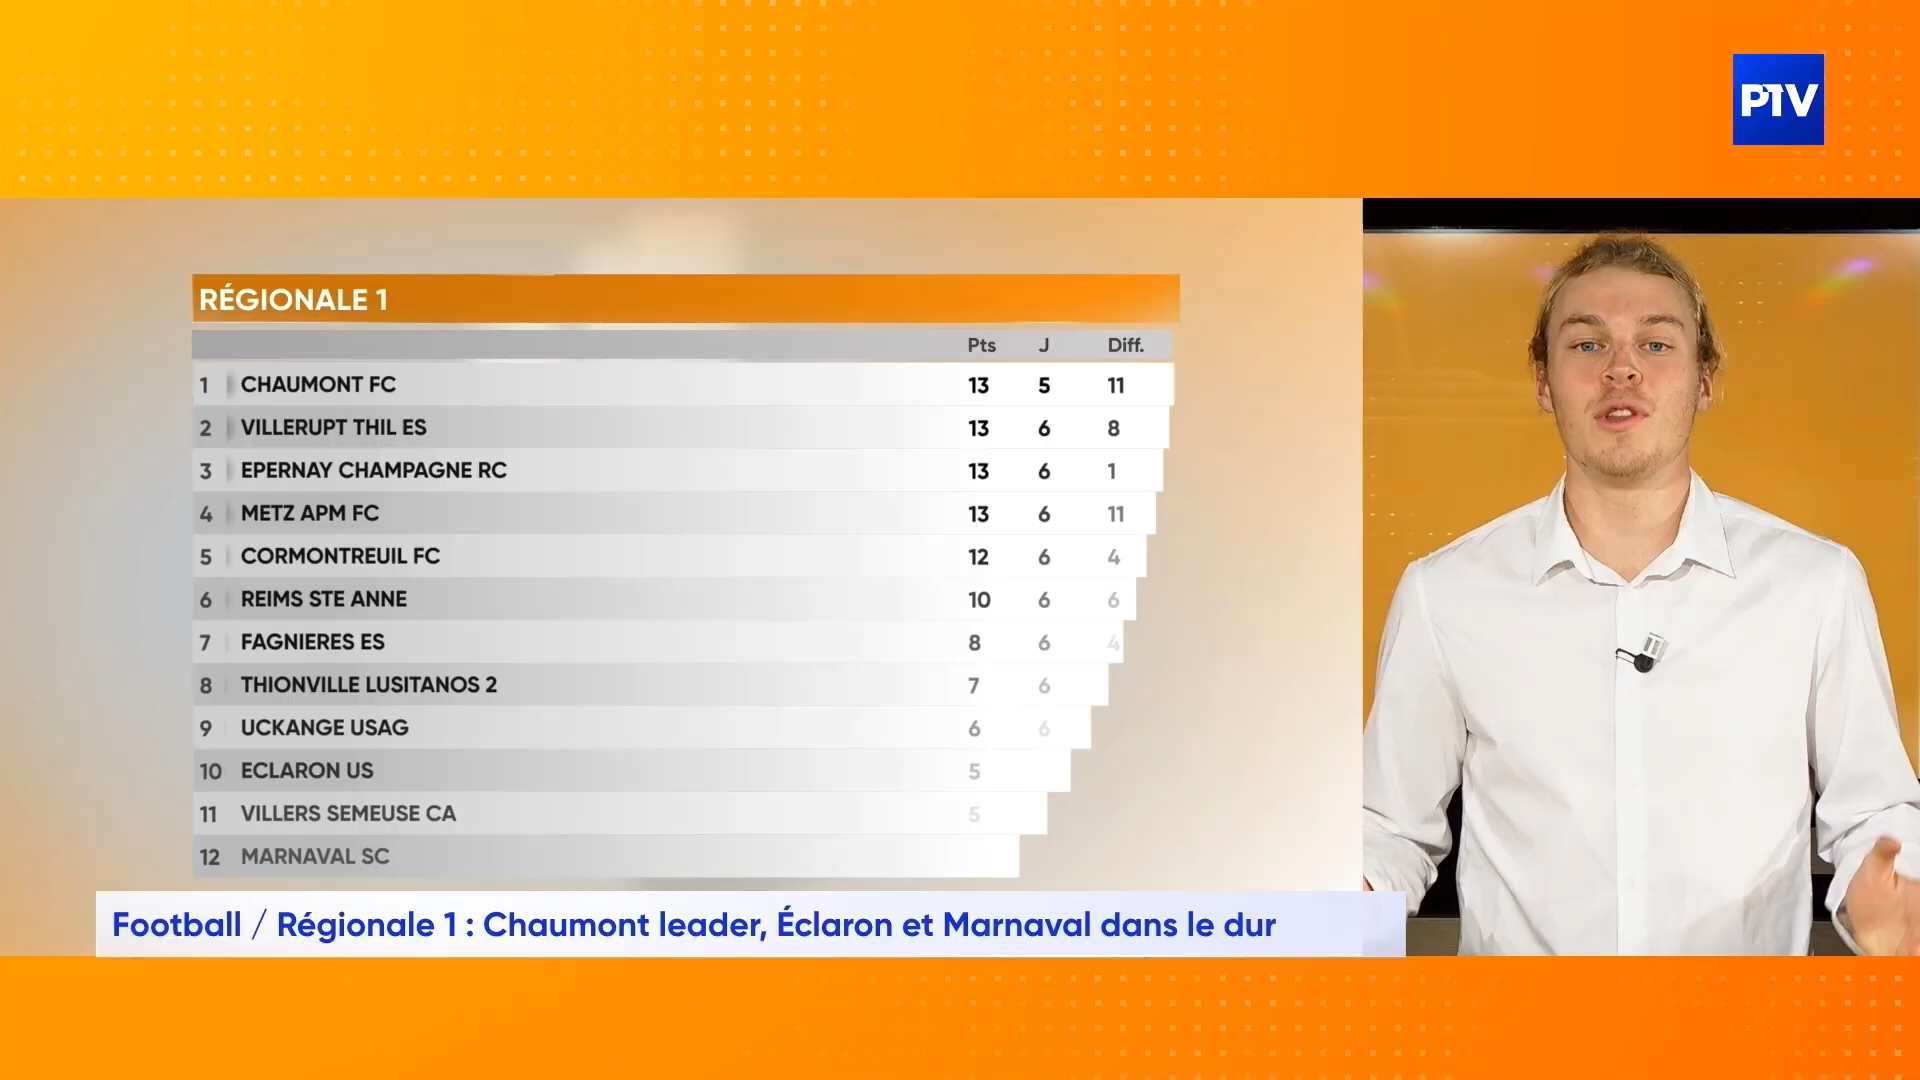 PTV
RÉGIONALE 1
Pts J Diff.
1 CHAUMONT FC 13 5 11
2 VILLERUPT THIL ES 13 6 8
3 EPERNAY CHAMPAGNE RC 13 6 1
4 METZ APM FC 13 6 11
5 CORMONTREUIL FC 12 6 4
6 REIMS STE ANNE 10 6 6
7 FAGNIERES ES 8 6 4
8 THIONVILLE LUSITANOS 2 7 6
9 UCKANGE USAG 6 6
10 ECLARON US 5
11 VILLERS SEMEUSE CA 5
12 MARNAVAL SC
Football / Régionale 1 : Chaumont leader, Éclaron et Marnaval dans le dur